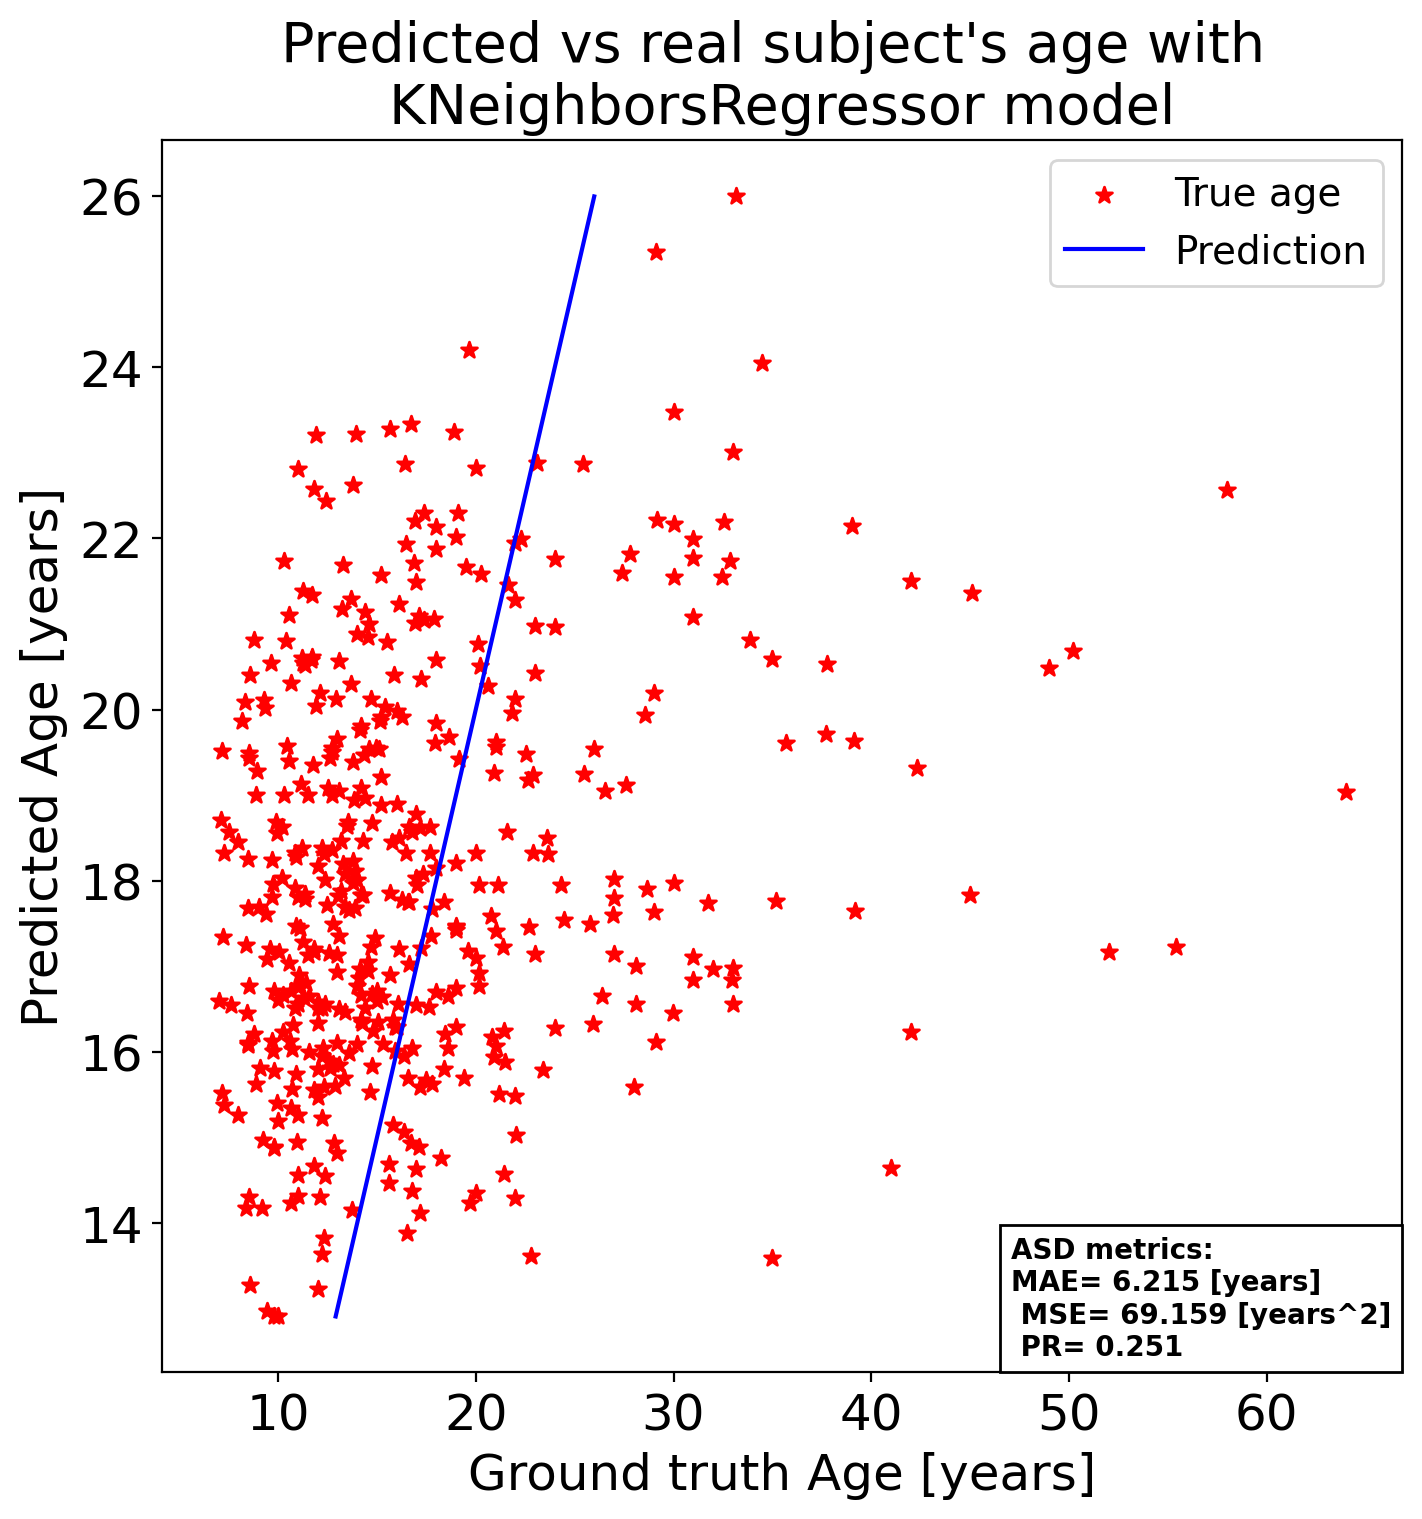 Predicted vs real subject's age with
KNeighborsRegressor model
26
24
22
20
18
16
14
Predicted Age [years]
True age
Prediction
ASD metrics:
MAE= 6.215 [years]
MSE= 69.159 [years^2]
PR= 0.251
10 20 30 40 50 60
Ground truth Age [years]